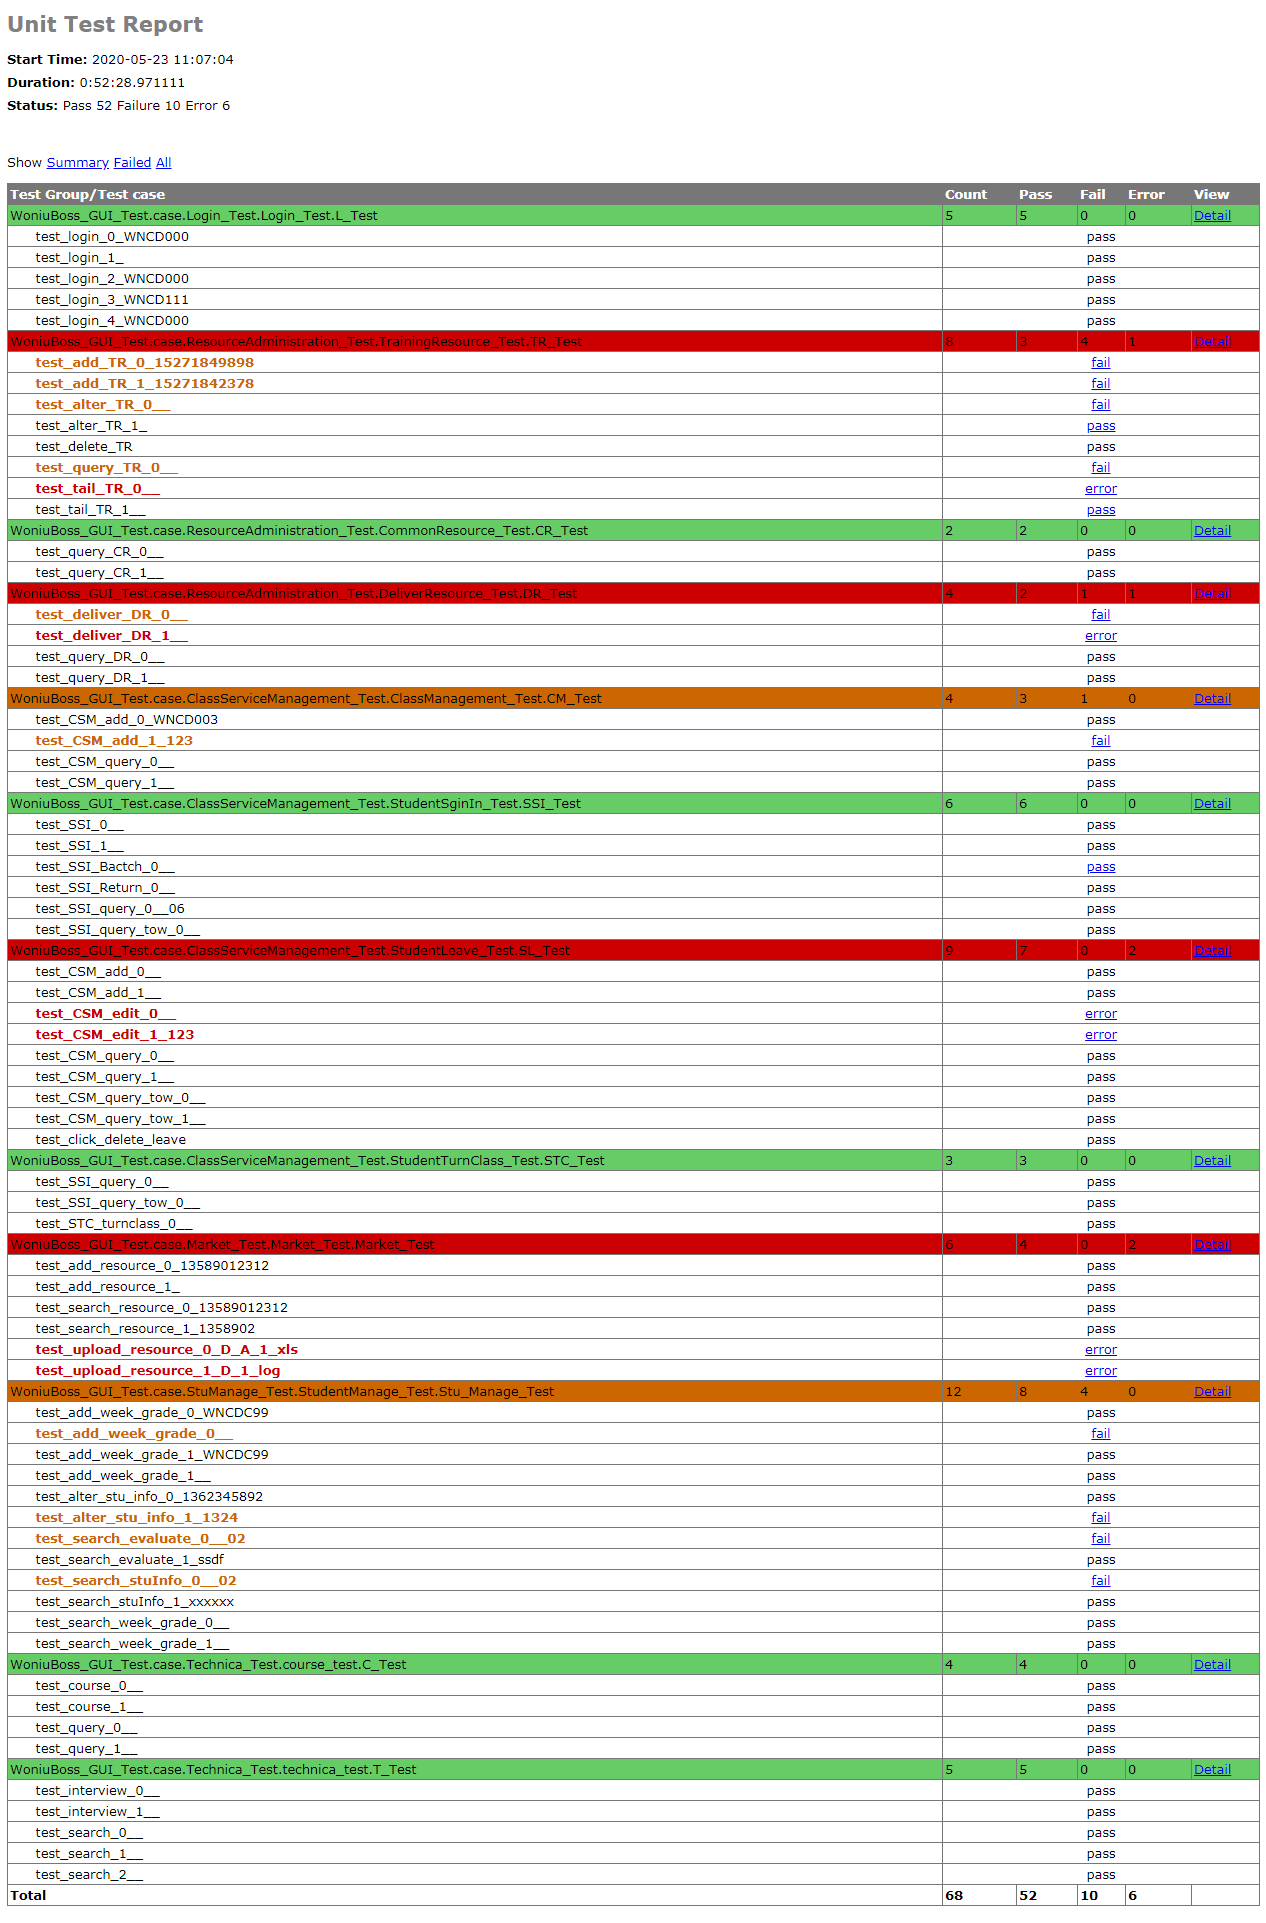 Unit Test Report
Start Time: 2020-05-23 11:07:04
Duration: 0:52:28.971111
Status: Pass 52 Failure 10 Error 6
Show Summary Failed All
Test Group/Test case Count Pass Fail Error View
WoniuBoss_GUI_Test.case.Login_Test.Login_Test.L_Test 5 5 0 0 Detail
test_login_0_WNCD000 pass
test_login_1_ pass
test_login_2_WNCD000 pass
test_login_3_WNCD111 pass
test_login_4_WNCD000 pass
WoniuBoss_GUI_Test.case.ResourceAdministration_Test.TrainingResource_Test.TR_Test 8 3 4 1 Detail
test_add_TR_0_15271849898 fail
test_add_TR_1_15271842378 fail
test_alter_TR_0__ fail
test_alter_TR_1_ pass
test_delete_TR pass
test_query_TR_0__ fail
test_tail_TR_0__ error
test_tail_TR_1__ pass
WoniuBoss_GUI_Test.case.ResourceAdministration_Test.CommonResource_Test.CR_Test 2 2 0 0 Detail
test_query_CR_0__ pass
test_query_CR_1__ pass
WoniuBoss_GUI_Test.case.ResourceAdministration_Test.DeliverResource_Test.DR_Test 4 2 1 1 Detail
test_deliver_DR_0__ fail
test_deliver_DR_1__ error
test_query_DR_0__ pass
test_query_DR_1__ pass
WoniuBoss_GUI_Test.case.ClassServiceManagement_Test.ClassManagement_Test.CM_Test 4 3 1 0 Detail
test_CSM_add_0_WNCD003 pass
test_CSM_add_1_123 fail
test_CSM_query_0__ pass
test_CSM_query_1__ pass
WoniuBoss_GUI_Test.case.ClassServiceManagement_Test.StudentSginIn_Test.SSI_Test 6 6 0 0 Detail
test_SSI_0__ pass
test_SSI_1__ pass
test_SSI_Bactch_0__ pass
test_SSI_Return_0__ pass
test_SSI_query_0__06 pass
test_SSI_query_tow_0__ pass
WoniuBoss_GUI_Test.case.ClassServiceManagement_Test.StudentLeave_Test.SL_Test 9 7 0 2 Detail
test_CSM_add_0__ pass
test_CSM_add_1__ pass
test_CSM_edit_0__ error
test_CSM_edit_1_123 error
test_CSM_query_0__ pass
test_CSM_query_1__ pass
test_CSM_query_tow_0__ pass
test_CSM_query_tow_1__ pass
test_click_delete_leave pass
WoniuBoss_GUI_Test.case.ClassServiceManagement_Test.StudentTurnClass_Test.STC_Test 3 3 0 0 Detail
test_SSI_query_0__ pass
test_SSI_query_tow_0__ pass
test_STC_turnclass_0__ pass
WoniuBoss_GUI_Test.case.Market_Test.Market_Test.Market_Test 6 4 0 2 Detail
test_add_resource_0_13589012312 pass
test_add_resource_1_ pass
test_search_resource_0_13589012312 pass
test_search_resource_1_1358902 pass
test_upload_resource_0_D_A_1_xls error
test_upload_resource_1_D_1_log error
WoniuBoss_GUI_Test.case.StuManage_Test.StudentManage_Test.Stu_Manage_Test 12 8 4 0 Detail
test_add_week_grade_0_WNCDC99 pass
test_add_week_grade_0__ fail
test_add_week_grade_1_WNCDC99 pass
test_add_week_grade_1__ pass
test_alter_stu_info_0_1362345892 pass
test_alter_stu_info_1_1324 fail
test_search_evaluate_0__02 fail
test_search_evaluate_1_ssdf pass
test_search_stuInfo_0__02 fail
test_search_stuInfo_1_xxxxxx pass
test_search_week_grade_0__ pass
test_search_week_grade_1__ pass
WoniuBoss_GUI_Test.case.Technica_Test.course_test.C_Test 4 4 0 0 Detail
test_course_0__ pass
test_course_1__ pass
test_query_0__ pass
test_query_1__ pass
WoniuBoss_GUI_Test.case.Technica_Test.technica_test.T_Test 5 5 0 0 Detail
test_interview_0__ pass
test_interview_1__ pass
test_search_0__ pass
test_search_1__ pass
test_search_2__ pass
Total 68 52 10 6